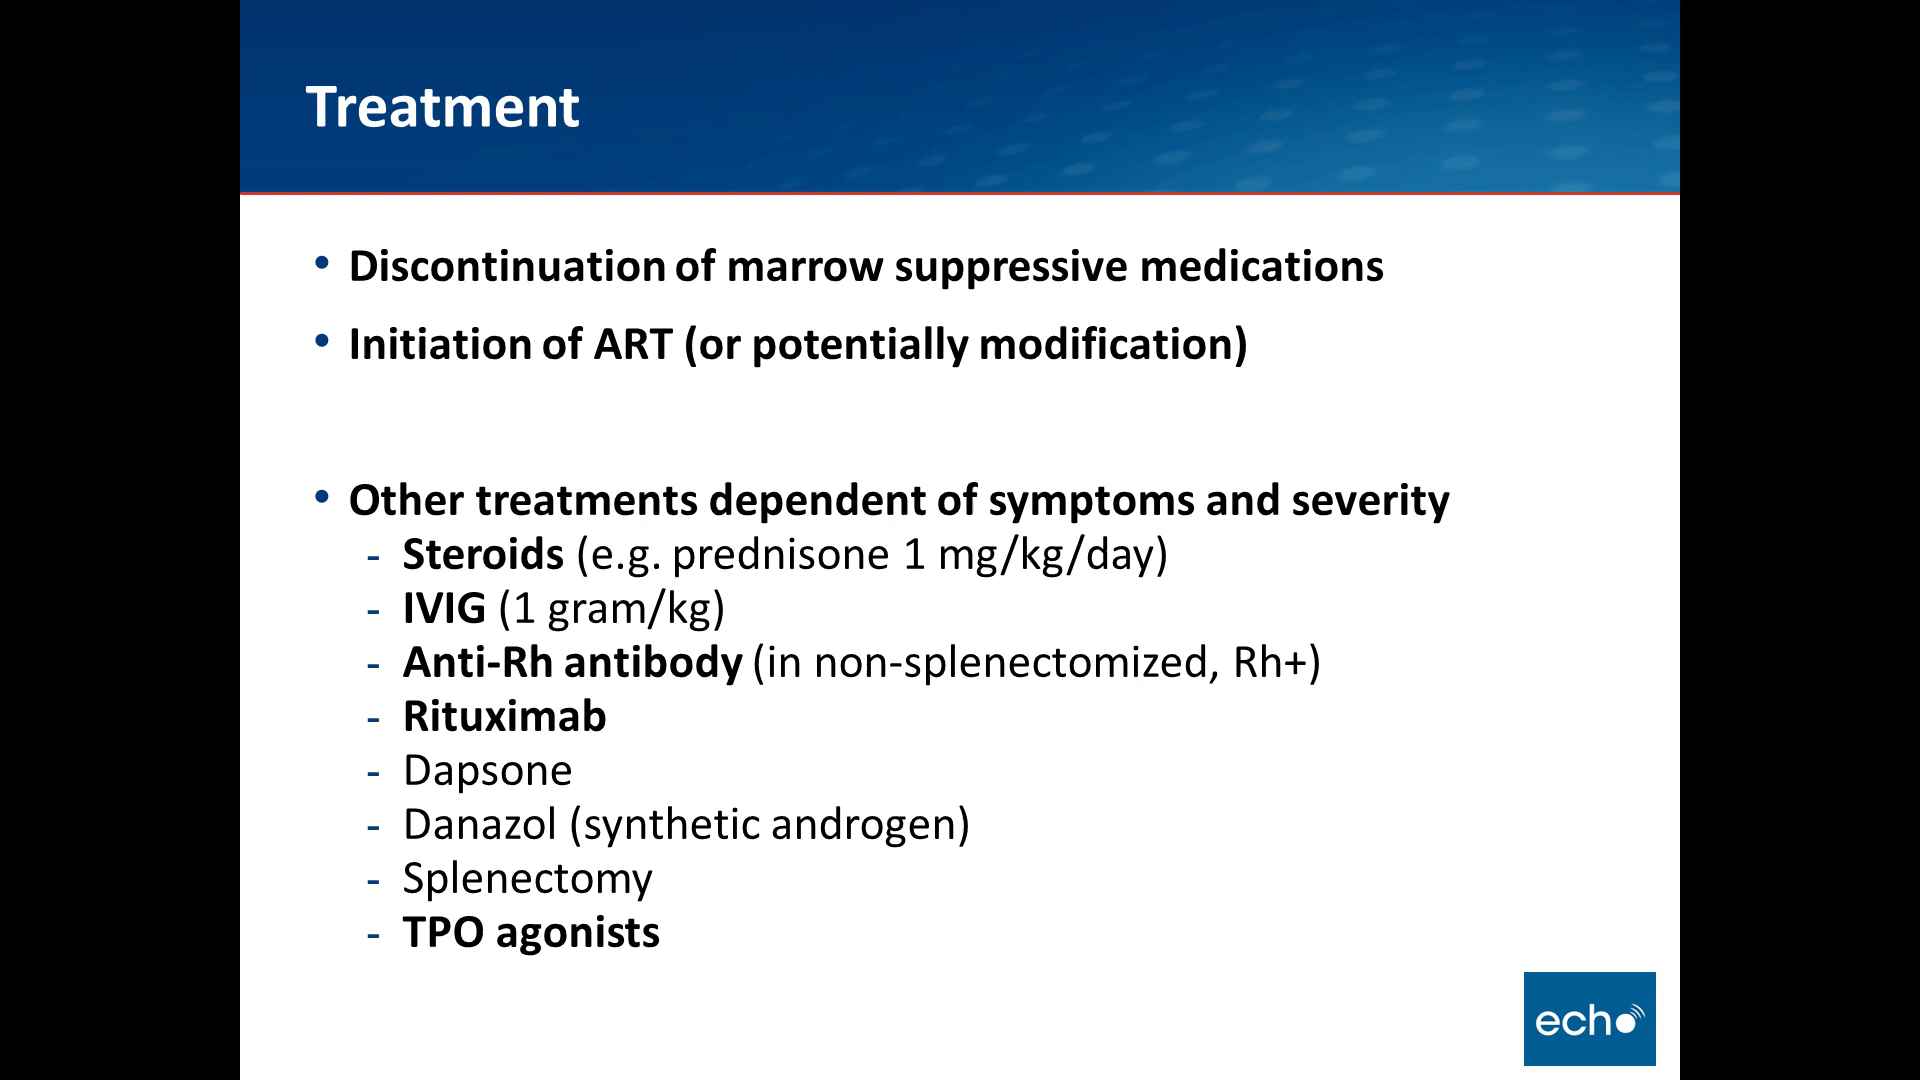 Treatment
• Discontinuation of marrow suppressive medications
• Initiation of ART (or potentially modification)
• Other treatments dependent of symptoms and severity
- Steroids (e.g. prednisone 1 mg/kg/day)
- IVIG (1 gram/kg)
- Anti-Rh antibody (in non-splenectomized, Rh+)
- Rituximab
- Dapsone
- Danazol (synthetic androgen)
- Splenectomy
- TPO agonists
echo